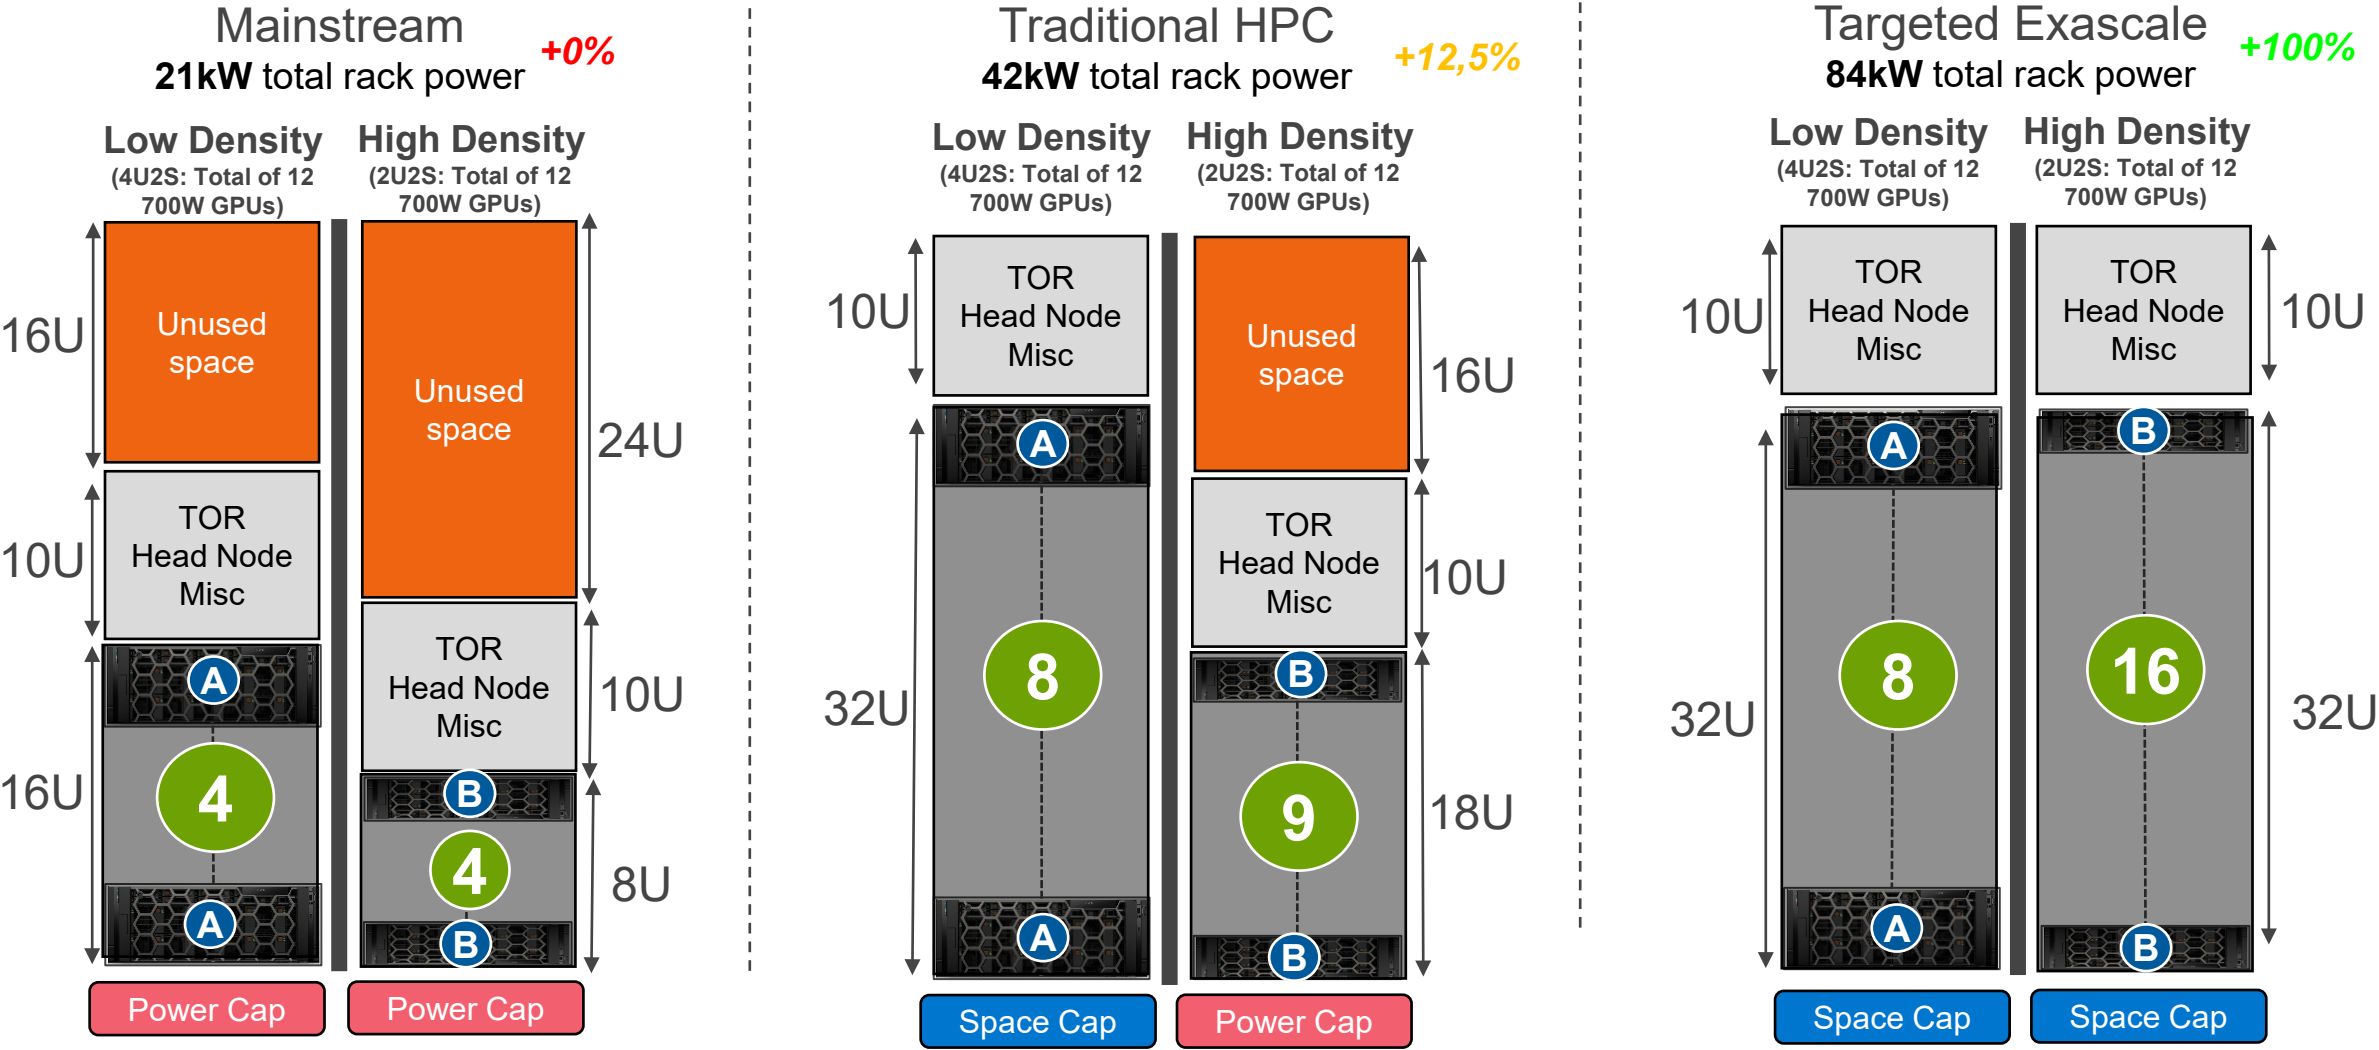 Mainstream
+0%
21kW total rack power
Low Density
(4U2S: Total of 12
700W GPUs)
High Density
(2U2S: Total of 12
700W GPUs)
Unused
space
16U
Unused
space
24U
TOR
Head Node
Misc
10U
TOR
Head Node
Misc
10U
A
4
16U
A
B
4
8U
B
Power Cap
Power Cap
Traditional HPC
+12,5%
42kW total rack power
Low Density
(4U2S: Total of 12
700W GPUs)
High Density
(2U2S: Total of 12
700W GPUs)
TOR
Head Node
Misc
10U
Unused
space
16U
A
8
32U
A
TOR
Head Node
Misc
10U
B
9
18U
B
Space Cap
Power Cap
Targeted Exascale
+100%
84kW total rack power
Low Density
(4U2S: Total of 12
700W GPUs)
High Density
(2U2S: Total of 12
700W GPUs)
TOR
Head Node
Misc
10U
TOR
Head Node
Misc
10U
A
8
32U
A
B
16
32U
B
Space Cap
Space Cap